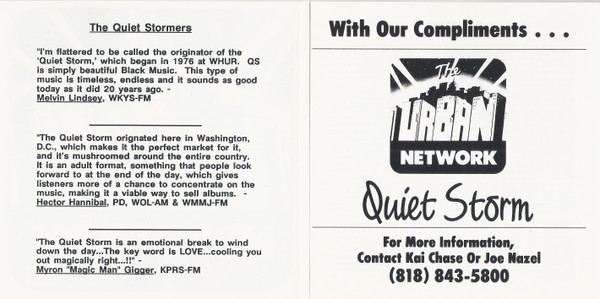 The Quiet Stormers
"I'm flattered to be called the originator of the
'Quiet Storm,' which began in 1976 at WHUR. QS
is simply beautiful Black Music. This type of
music is timeless, endless and it sounds as good
today as it did 20 years ago. -
Melvin Lindsey, WKYS-FM
"The Quiet Storm orignated here in Washington,
D.C., which makes it the perfect market for it,
and it's mushroomed around the entire country.
It is an adult format, something that people look
forward to at the end of the day, which gives
listeners more of a chance to concentrate on the
music, making it a viable way to sell albums. -
Hector Hannibal, PD, WOL-AM & WMMJ-FM
"The Quiet Storm is an emotional break to wind
down the day...The key word is LOVE...cooling you
out magically right...!!" -
Myron "Magic Man" Gigger, KPRS-FM
With Our Compliments . . .
The
URBAN
NETWORK
Quiet Storm
For More Information,
Contact Kai Chase Or Joe Nazel
(818) 843-5800